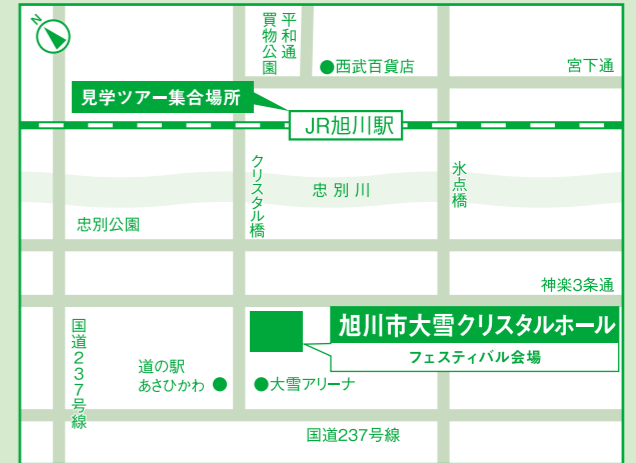 N
平和通
買物公園
西武百貨店
宮下通
見学ツアー集合場所
JR旭川駅
クリスタル橋
忠別川
氷点橋
忠別公園
神楽3条通
旭川市大雪クリスタルホール
フェスティバル会場
国道237号線
道の駅
あさひかわ
大雪アリーナ
国道237号線